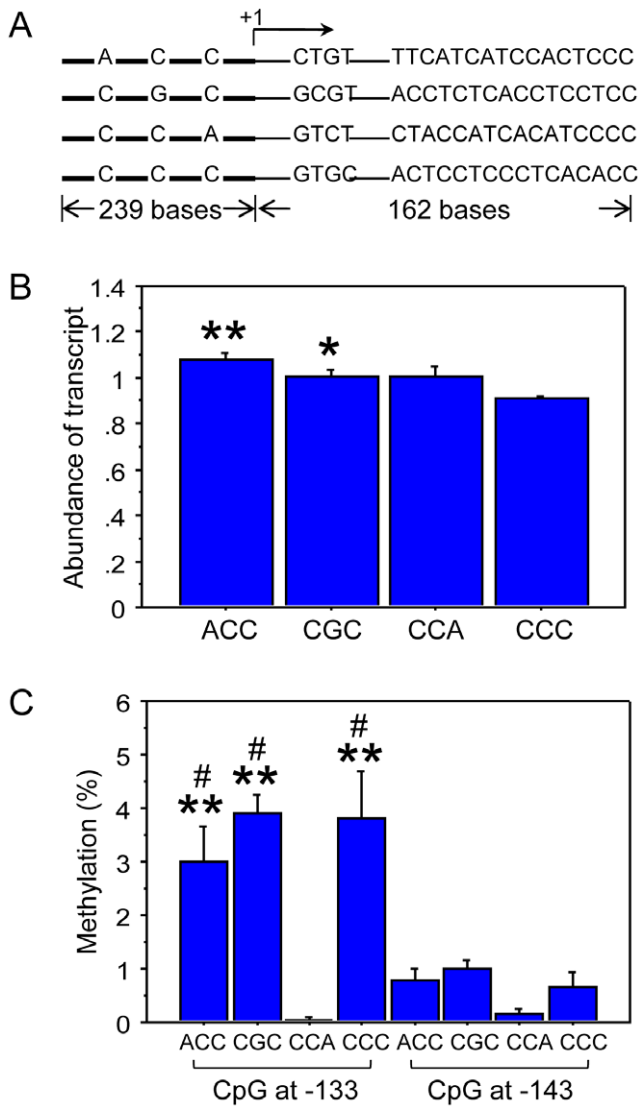 A
+1
A C C CTGT TTCATCATCCACTCCC
C G C GCGT ACCTCTCACCTCCTCC
C C A GTCT CTACCATCACATCCCC
C C C GTGC ACTCCTCCCTCACACC
239 bases 162 bases
B
Abundance of transcript
1.4
1.2
1
.8
.6
.4
.2
0
** *
ACC CGC CCA CCC
C
Methylation (%)
6
5
4
3
2
1
0
# # #
** ** **
ACC CGC CCA CCC ACC CGC CCA CCC
CpG at -133 CpG at -143